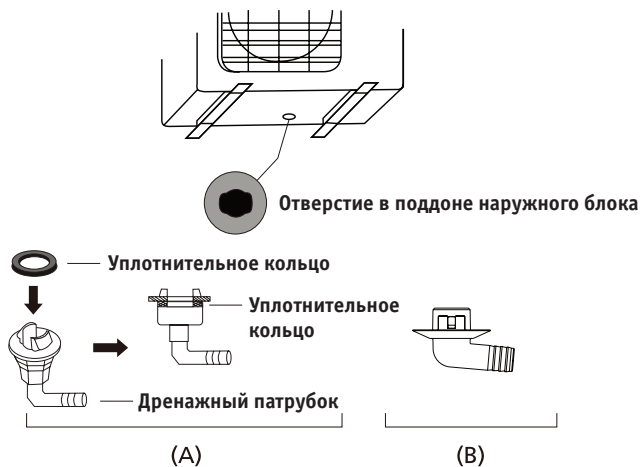 Отверстие в поддоне наружного блока
Уплотнительное кольцо
Уплотнительное
кольцо
Дренажный патрубок
(A)
(B)